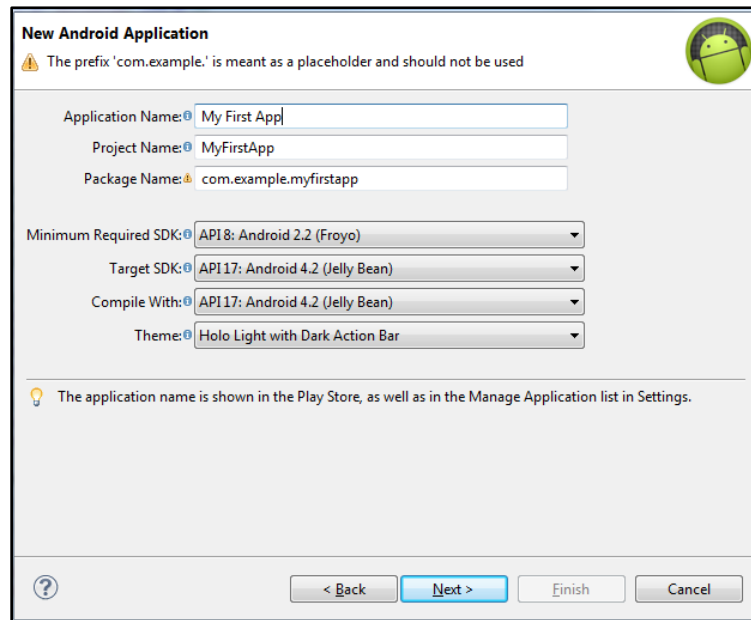 New Android Application
The prefix 'com.example.' is meant as a placeholder and should not be used
Application Name: My First App
Project Name: MyFirstApp
Package Name: com.example.myfirstapp
Minimum Required SDK: API 8: Android 2.2 (Froyo)
Target SDK: API 17: Android 4.2 (Jelly Bean)
Compile With: API 17: Android 4.2 (Jelly Bean)
Theme: Holo Light with Dark Action Bar
The application name is shown in the Play Store, as well as in the Manage Application list in Settings.
? < Back Next > Finish Cancel